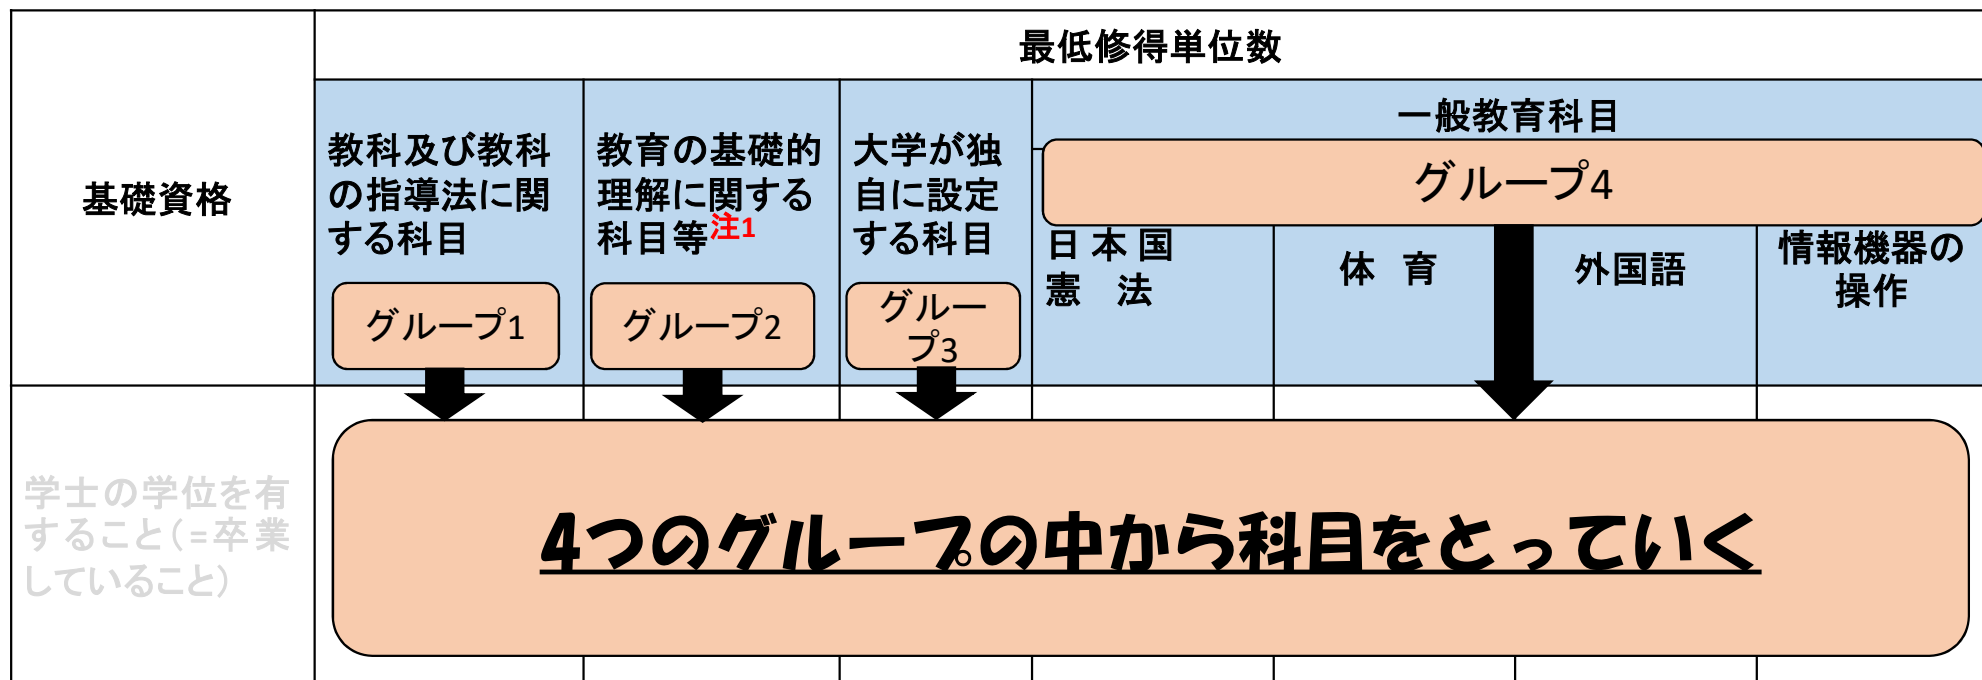 最低修得単位数
基礎資格
教科及び教科
の指導法に関
する科目
グループ1
教育の基礎的
理解に関する
科目等注1
グループ2
大学が独
自に設定
する科目
グルー
プ3
一般教育科目
グループ4
日本国
憲　法
体　育
外国語
情報機器の
操作
学士の学位を有
すること(=卒業
していること)
4つのグループの中から科目をとっていく